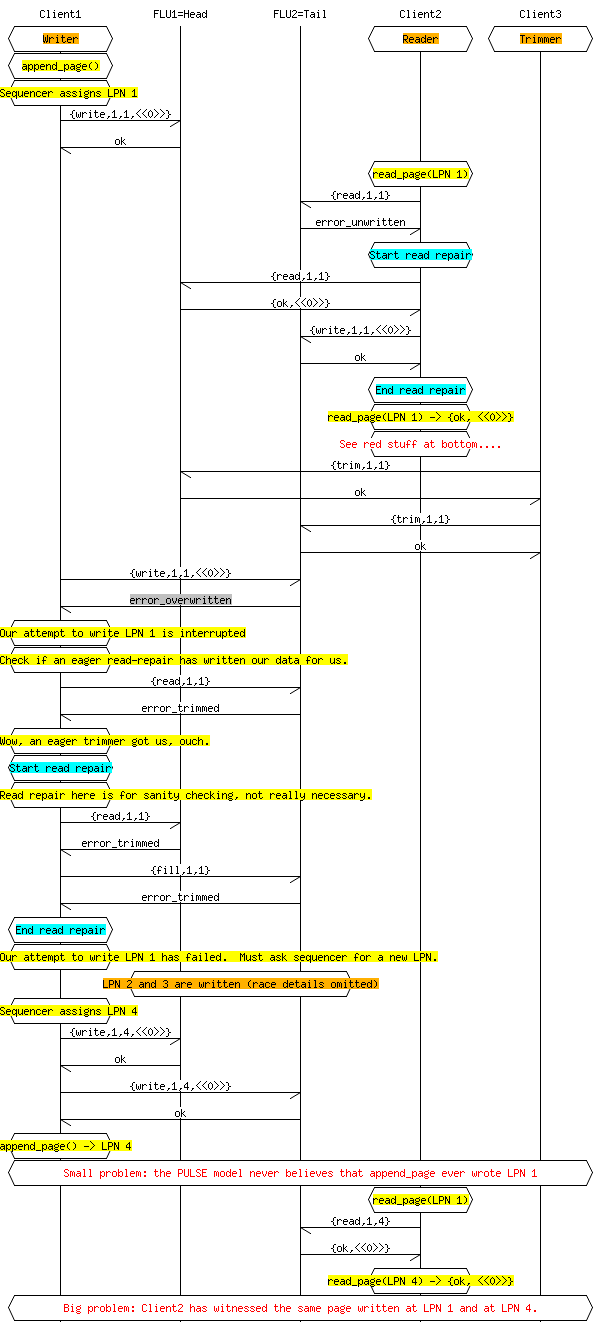 Client1 FLU1=Head FLU2=Tail Client2 Client3
Writer Reader Trimmer
append_page()
Sequencer assigns LPN 1
{write,1,1,<<0>>}
ok
read_page(LPN 1)
{read,1,1}
error_unwritten
Start read repair
{read,1,1}
{ok,<<0>>}
{write,1,1,<<0>>}
ok
End read repair
read_page(LPN 1) -> {ok, <<0>>}
See red stuff at bottom....
{trim,1,1}
ok
{trim,1,1}
ok
{write,1,1,<<0>>}
error_overwritten
Our attempt to write LPN 1 is interrupted
Check if an eager read-repair has written our data for us.
{read,1,1}
error_trimmed
Wow, an eager trimmer got us, ouch.
Start read repair
Read repair here is for sanity checking, not really necessary.
{read,1,1}
error_trimmed
{fill,1,1}
error_trimmed
End read repair
Our attempt to write LPN 1 has failed.  Must ask sequencer for a new LPN.
LPN 2 and 3 are written (race details omitted)
Sequencer assigns LPN 4
{write,1,4,<<0>>}
ok
{write,1,4,<<0>>}
ok
append_page() -> LPN 4
Small problem: the PULSE model never believes that append_page ever wrote LPN 1
read_page(LPN 1)
{read,1,4}
{ok,<<0>>}
read_page(LPN 4) -> {ok, <<0>>}
Big problem: Client2 has witnessed the same page written at LPN 1 and at LPN 4.